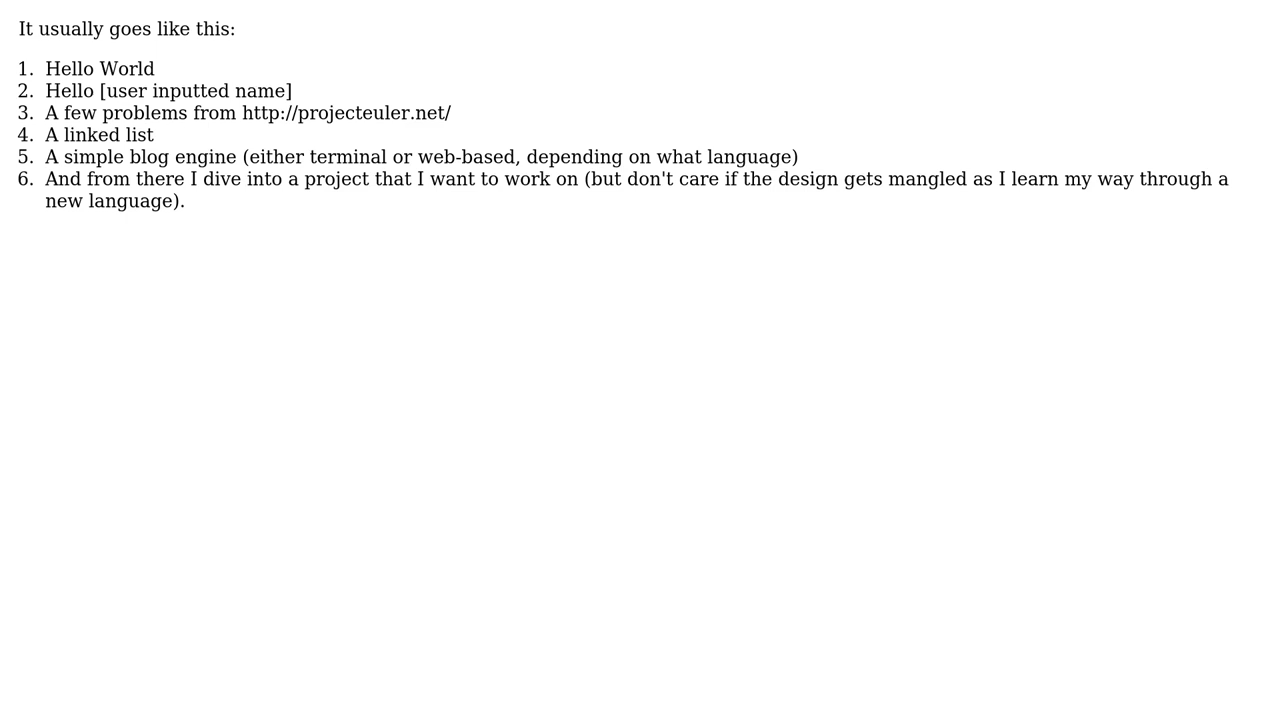 It usually goes like this:
1. Hello World
2. Hello [user inputted name]
3. A few problems from http://projecteuler.net/
4. A linked list
5. A simple blog engine (either terminal or web-based, depending on what language)
6. And from there I dive into a project that I want to work on (but don't care if the design gets mangled as I learn my way through a
new language).